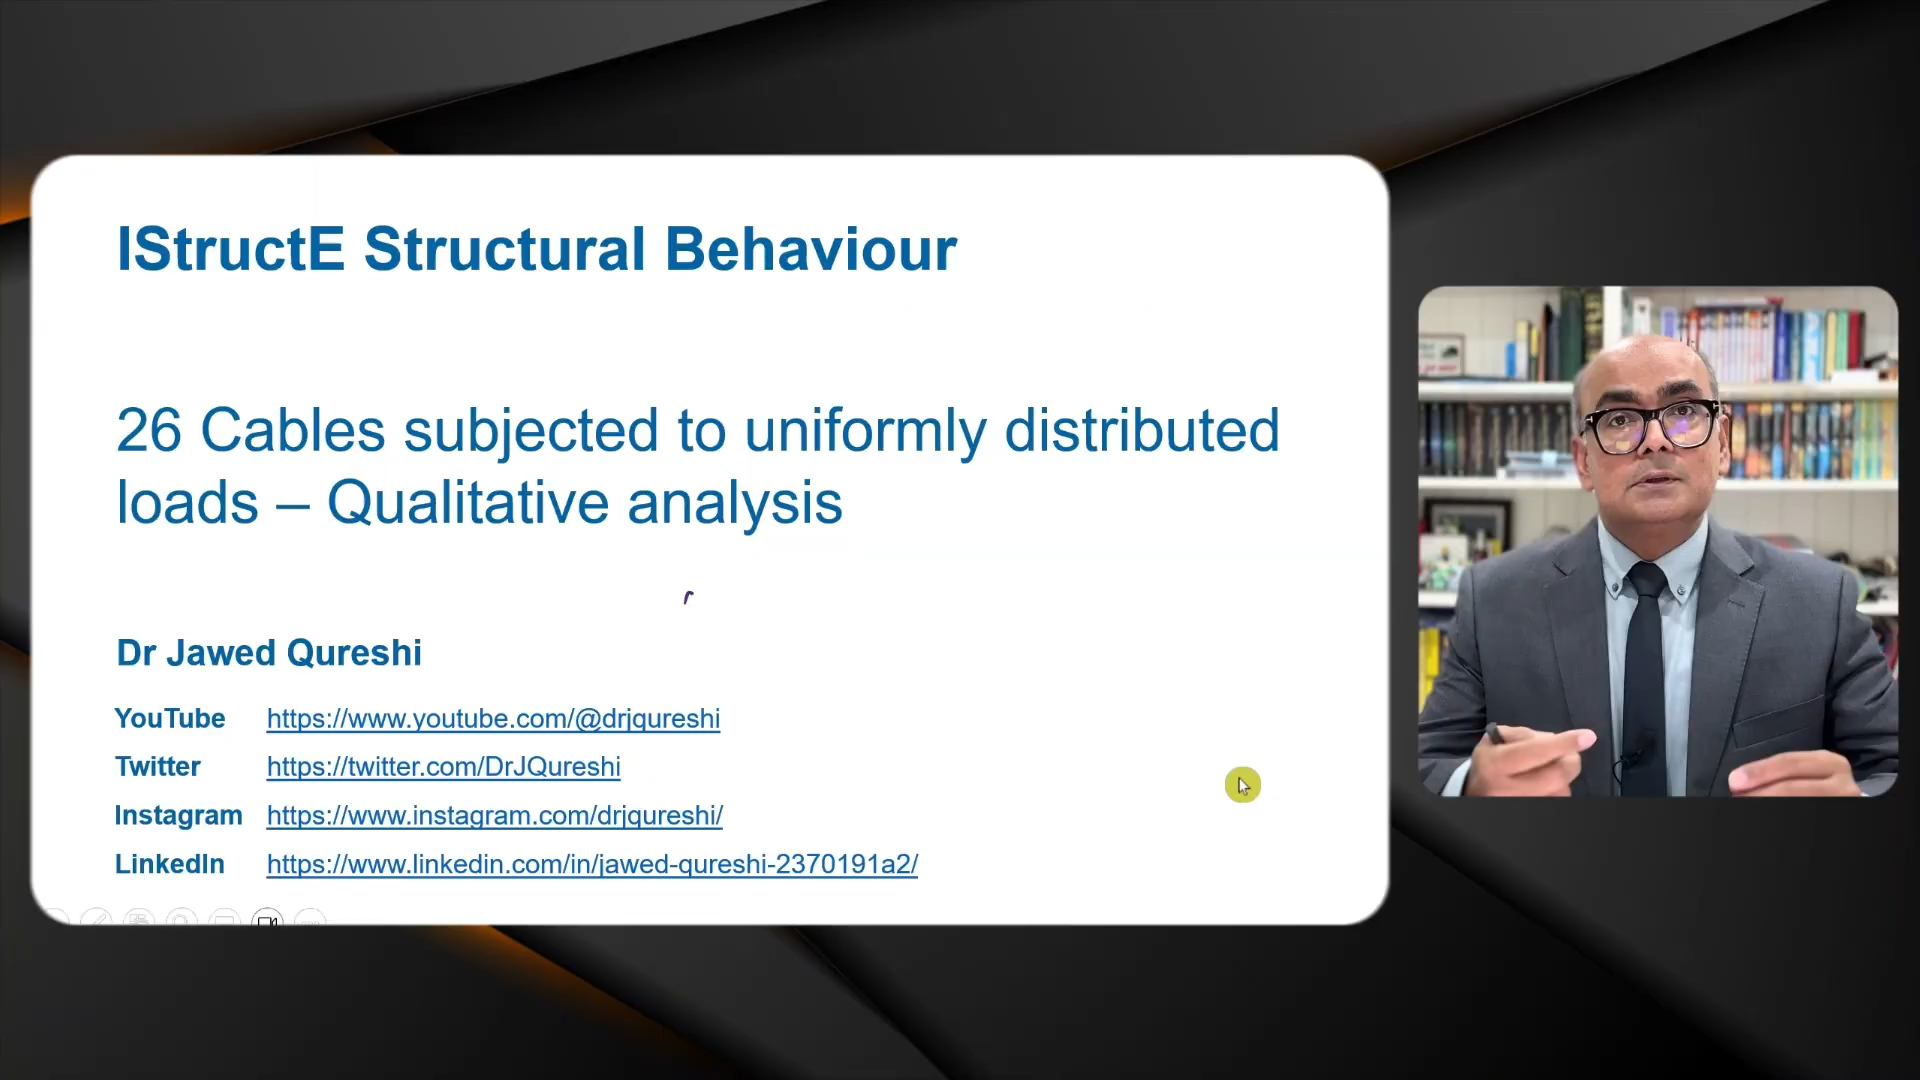 IStructE Structural Behaviour
26 Cables subjected to uniformly distributed
loads – Qualitative analysis
Dr Jawed Qureshi
YouTube https://www.youtube.com/@drjqureshi
Twitter https://twitter.com/DrJQureshi
Instagram https://www.instagram.com/drjqureshi/
LinkedIn https://www.linkedin.com/in/jawed-qureshi-2370191a2/